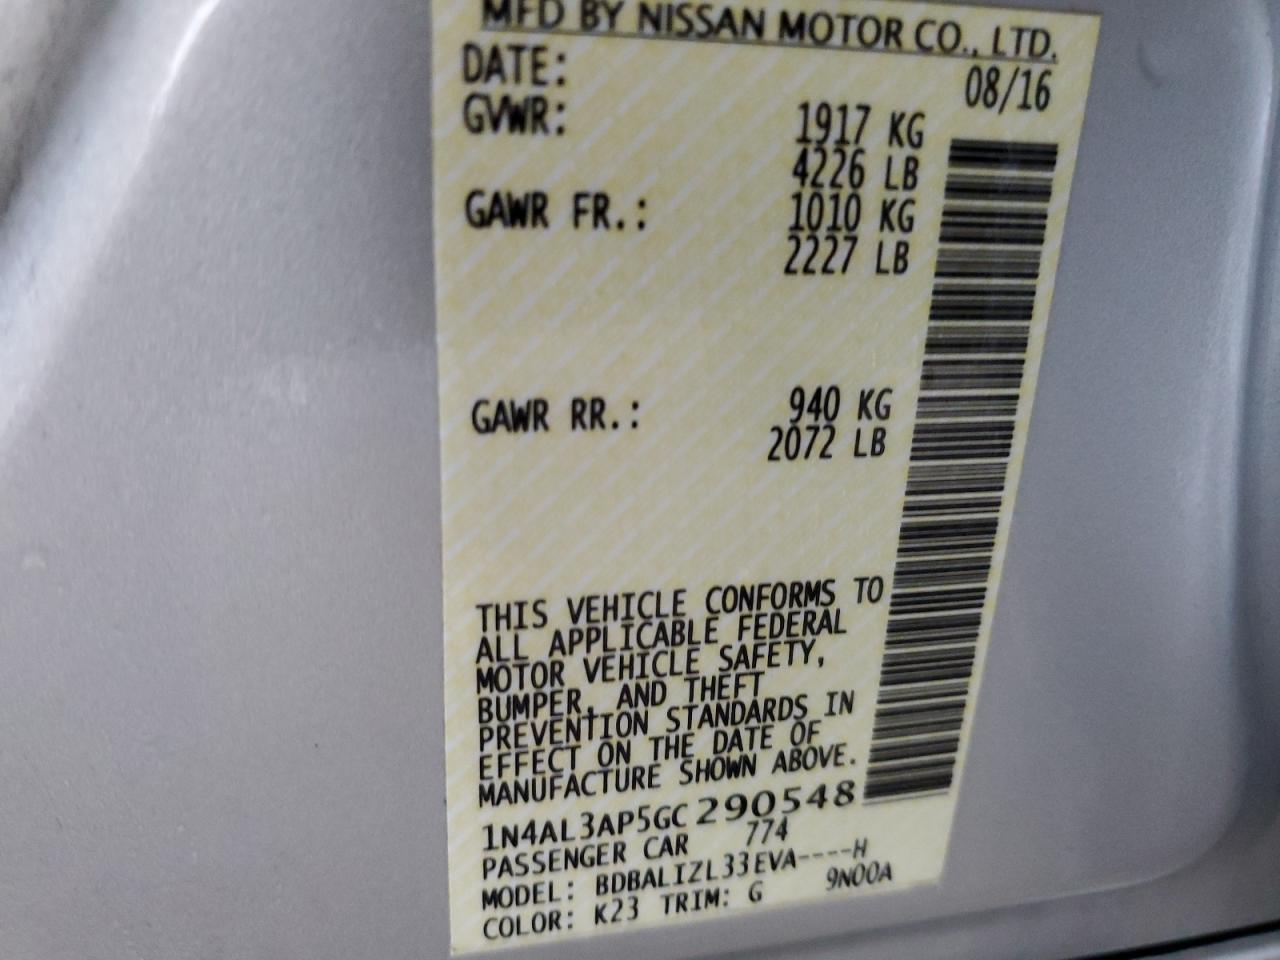 MFD BY NISSAN MOTOR CO., LTD.
DATE: 08/16
GVWR: 1917 KG
4226 LB
GAWR FR.: 1010 KG
2227 LB
GAWR RR.: 940 KG
2072 LB
THIS VEHICLE CONFORMS TO
ALL APPLICABLE FEDERAL
MOTOR VEHICLE SAFETY,
BUMPER, AND THEFT
PREVENTION STANDARDS IN
EFFECT ON THE DATE OF
MANUFACTURE SHOWN ABOVE.
1N4AL3AP5GC290548
PASSENGER CAR 774
MODEL: BDBALIZL33EVA----H
COLOR: K23 TRIM: G 9N00A